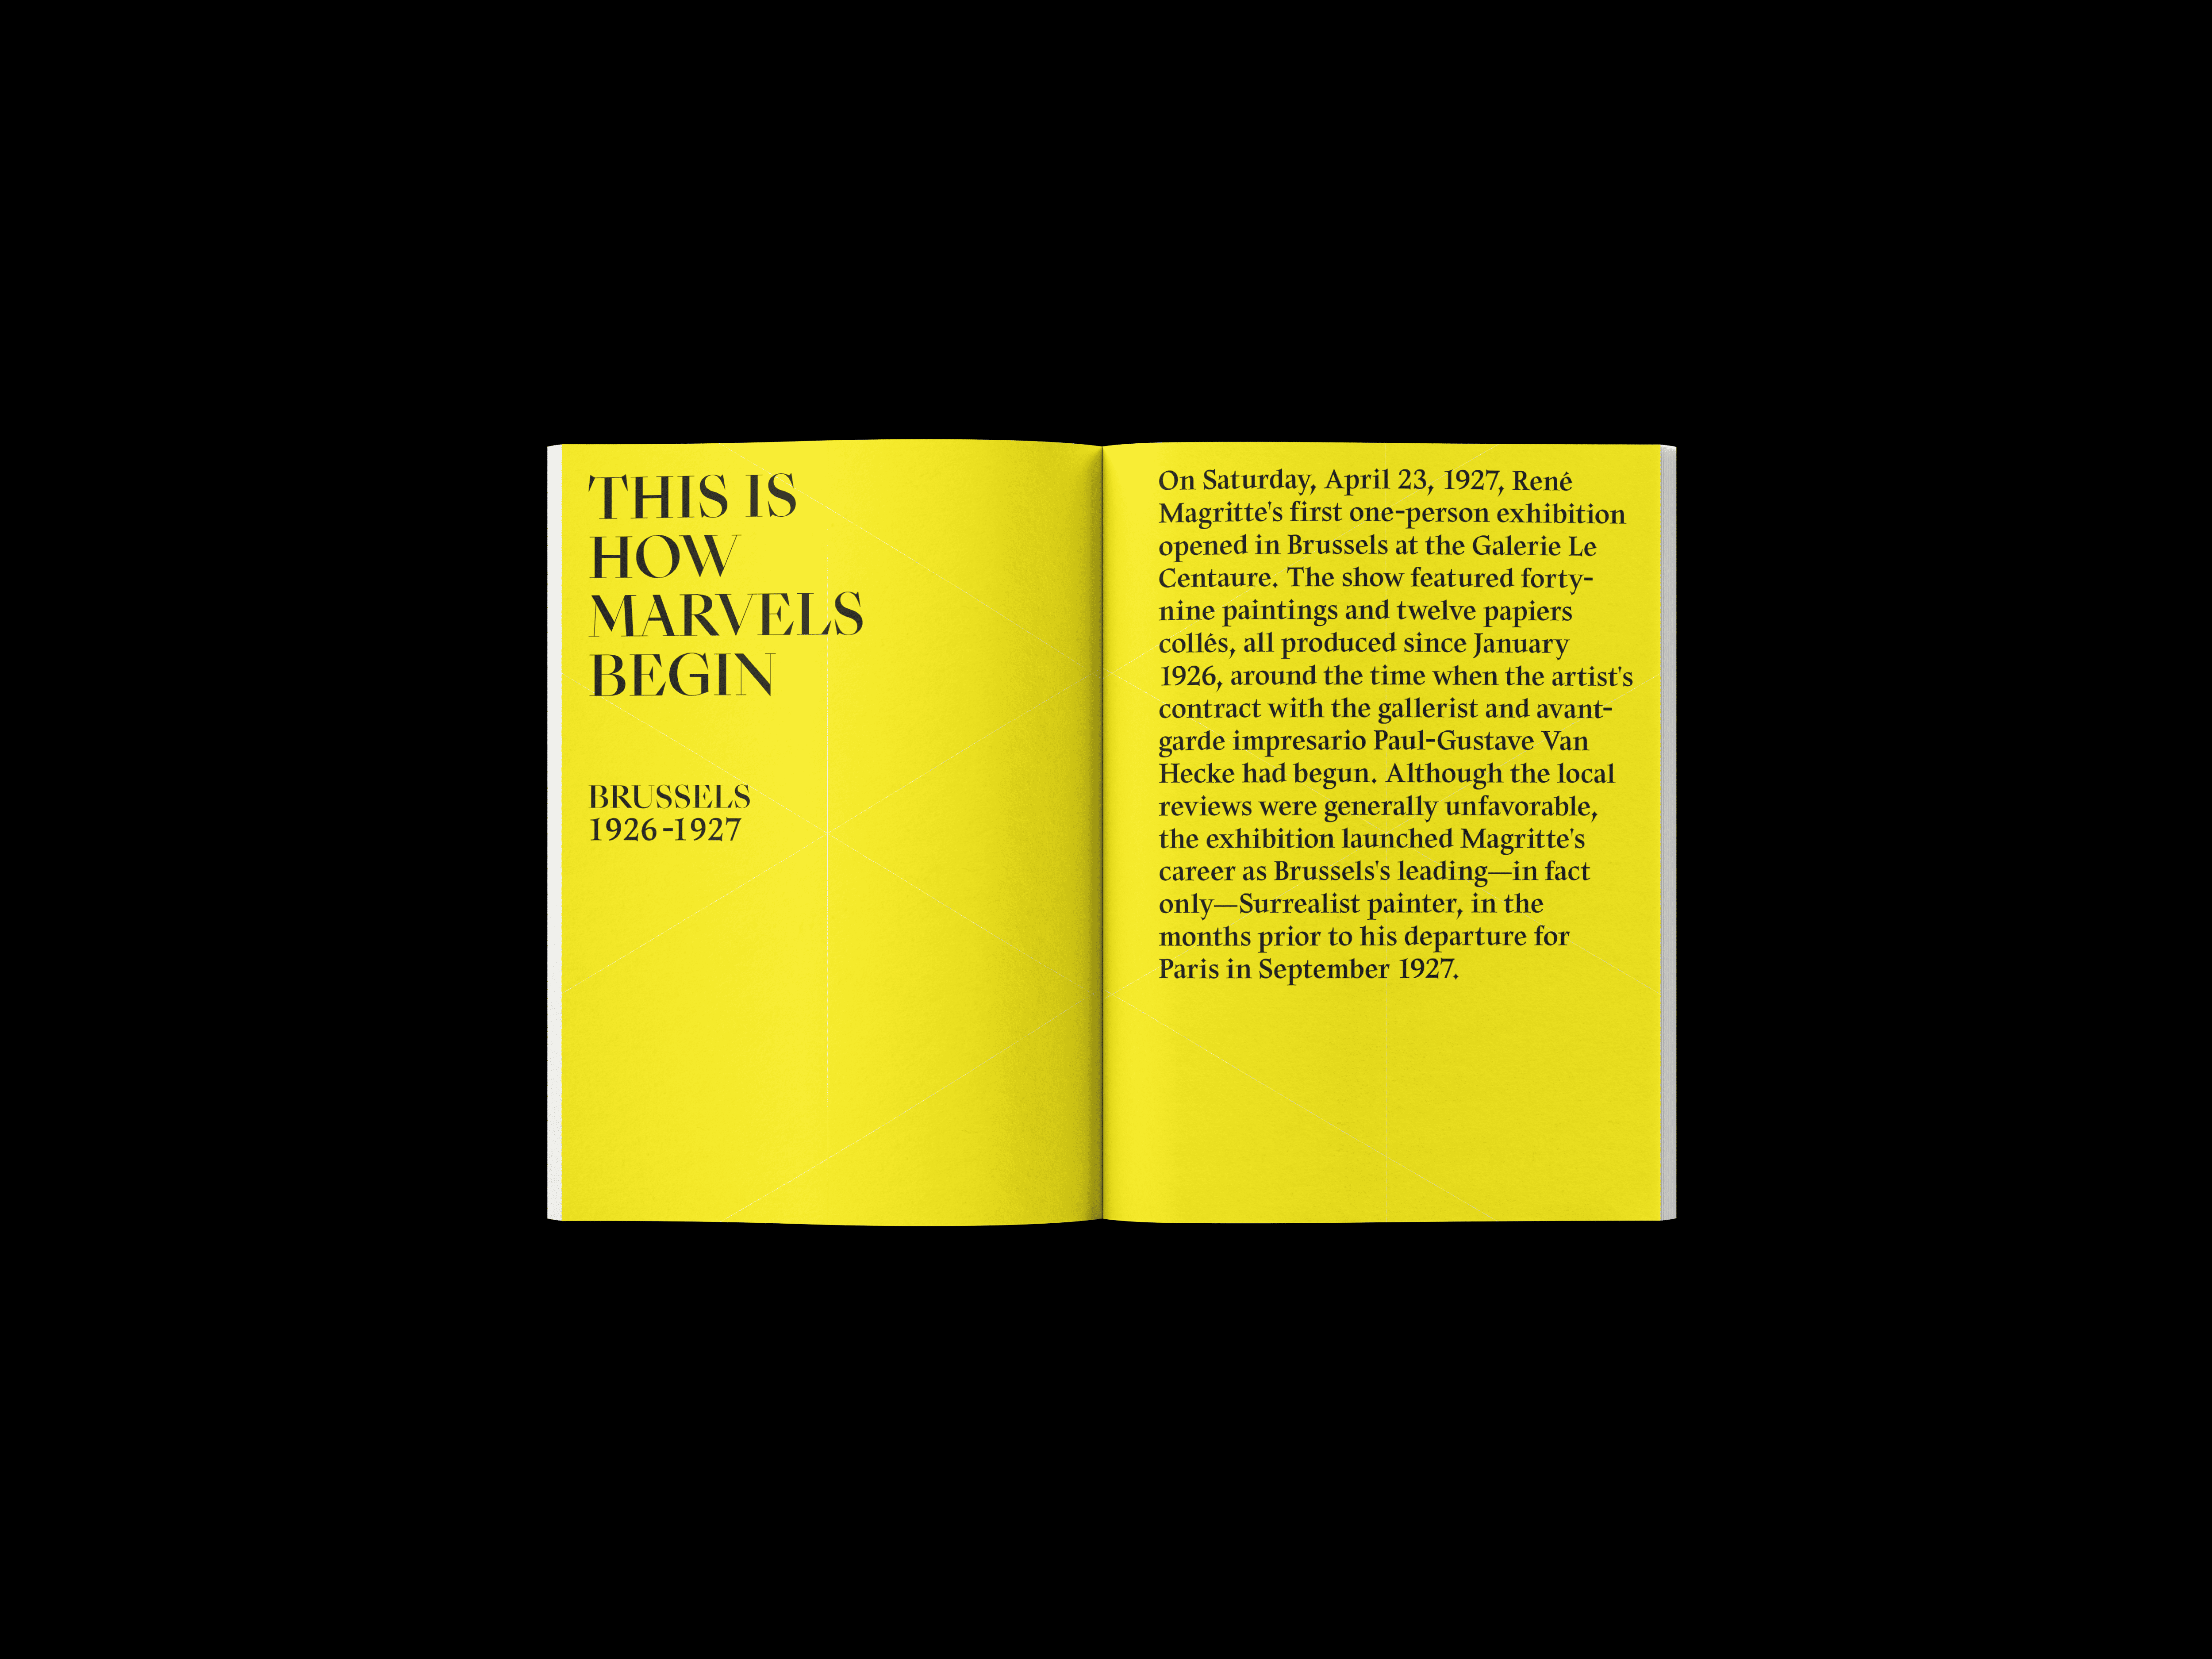 THIS IS
HOW
MARVELS
BEGIN
BRUSSELS
1926-1927
On Saturday, April 23, 1927, René
Magritte's first one-person exhibition
opened in Brussels at the Galerie Le
Centaure. The show featured forty-
nine paintings and twelve papiers
collés, all produced since January
1926, around the time when the artist's
contract with the gallerist and avant-
garde impresario Paul-Gustave Van
Hecke had begun. Although the local
reviews were generally unfavorable,
the exhibition launched Magritte's
career as Brussels's leading—in fact
only—Surrealist painter, in the
months prior to his departure for
Paris in September 1927.